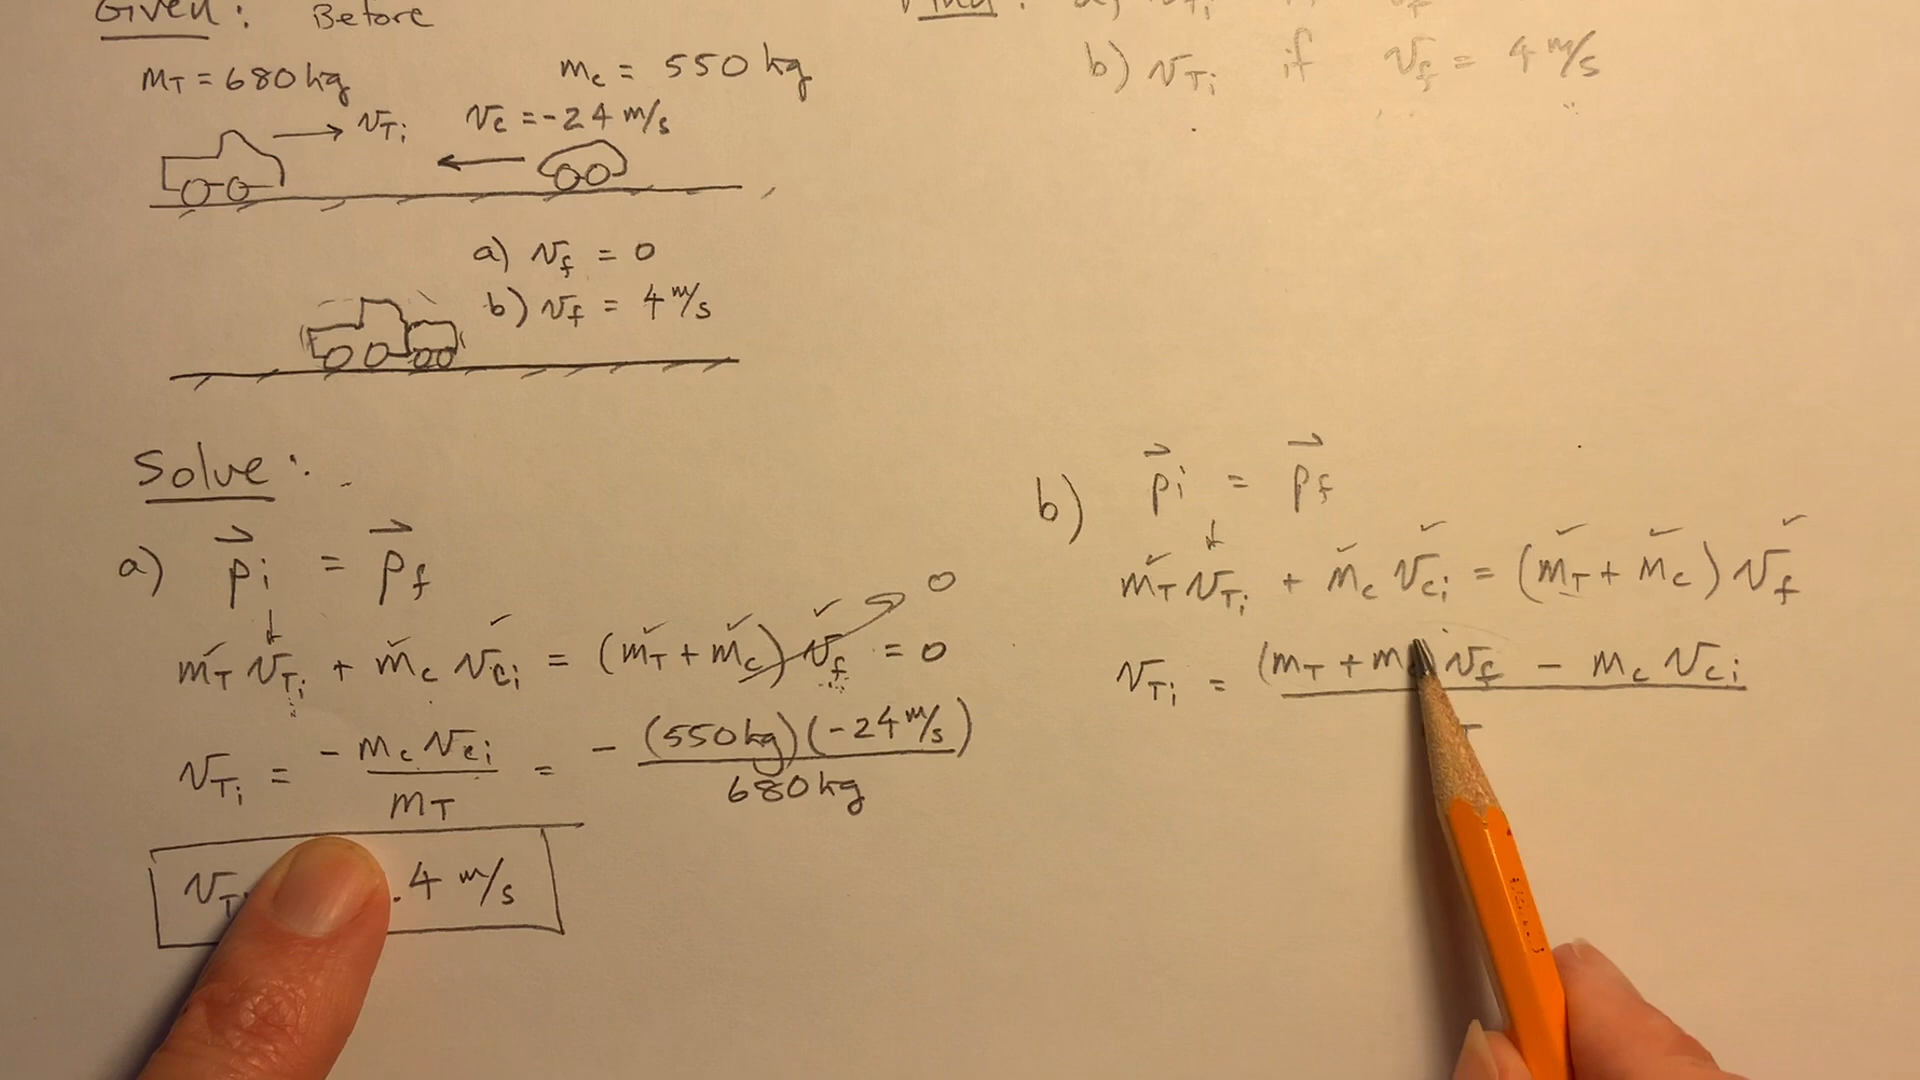 Given: Before
m_T = 680 kg
m_c = 550 kg
v_Ti
v_c = -24 m/s
b) v_Ti if v_f = 4 m/s
a) v_f = 0
b) v_f = 4 m/s
Solve:
a) p_i = p_f
m_T v_Ti + m_c v_ci = (m_T + m_c) v_f = 0
0
v_Ti = -m_c v_ci / m_T = - (550 kg)(-24 m/s) / 680 kg
.4 m/s
b) p_i = p_f
m_T v_Ti + m_c v_ci = (m_T + m_c) v_f
v_Ti = (m_T + m v_f - m_c v_ci